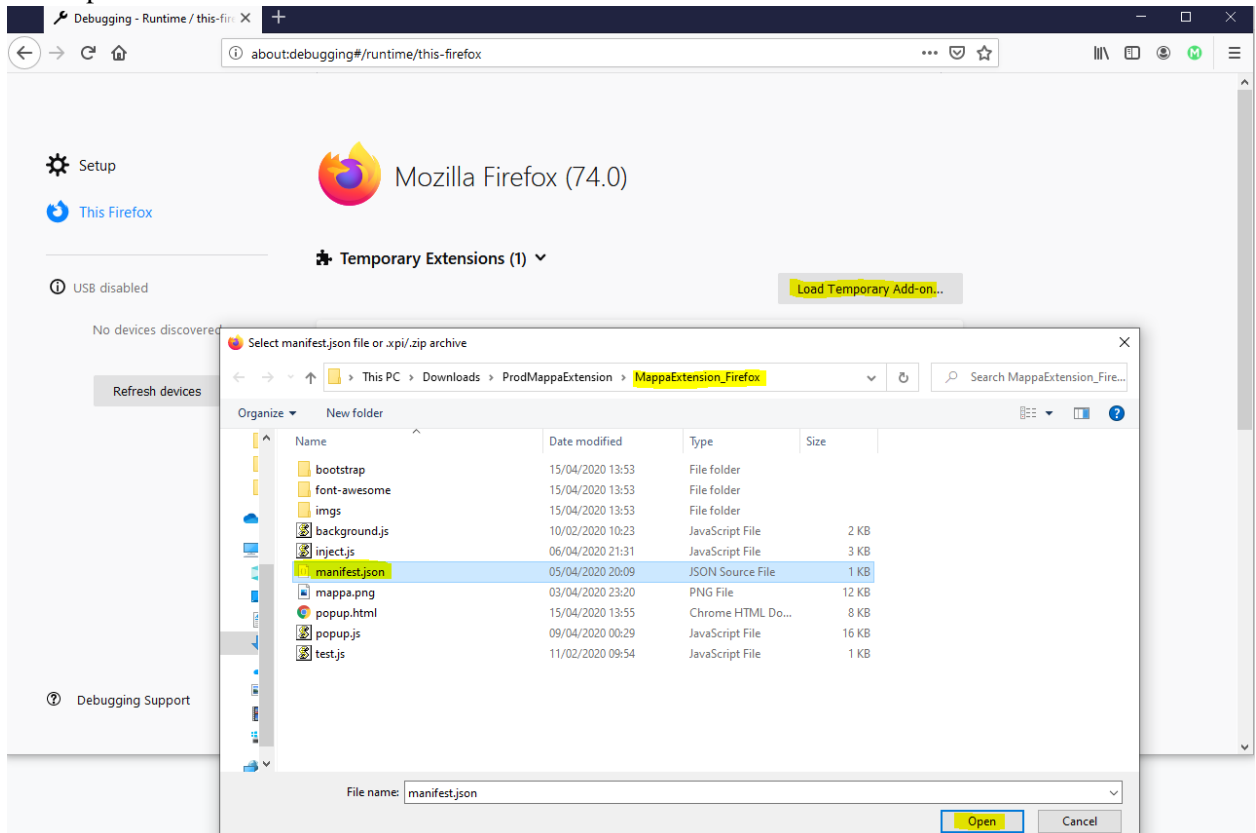 Debugging - Runtime / this-fir
about:debugging#/runtime/this-firefox
Setup
Mozilla Firefox (74.0)
This Firefox
Temporary Extensions (1)
USB disabled
Load Temporary Add-on...
No devices discovered
Refresh devices
Debugging Support
Select manifest.json file or .xpi/.zip archive
This PC > Downloads > ProdMappaExtension > MappaExtension_Firefox
Search MappaExtension_Fire...
Organize New folder
Name Date modified Type Size
bootstrap 15/04/2020 13:53 File folder
font-awesome 15/04/2020 13:53 File folder
imgs 15/04/2020 13:53 File folder
background.js 10/02/2020 10:23 JavaScript File 2 KB
inject.js 06/04/2020 21:31 JavaScript File 3 KB
manifest.json 05/04/2020 20:09 JSON Source File 1 KB
mappa.png 03/04/2020 23:20 PNG File 12 KB
popup.html 15/04/2020 13:55 Chrome HTML Do... 8 KB
popup.js 09/04/2020 00:29 JavaScript File 16 KB
test.js 11/02/2020 09:54 JavaScript File 1 KB
File name: manifest.json
Open Cancel